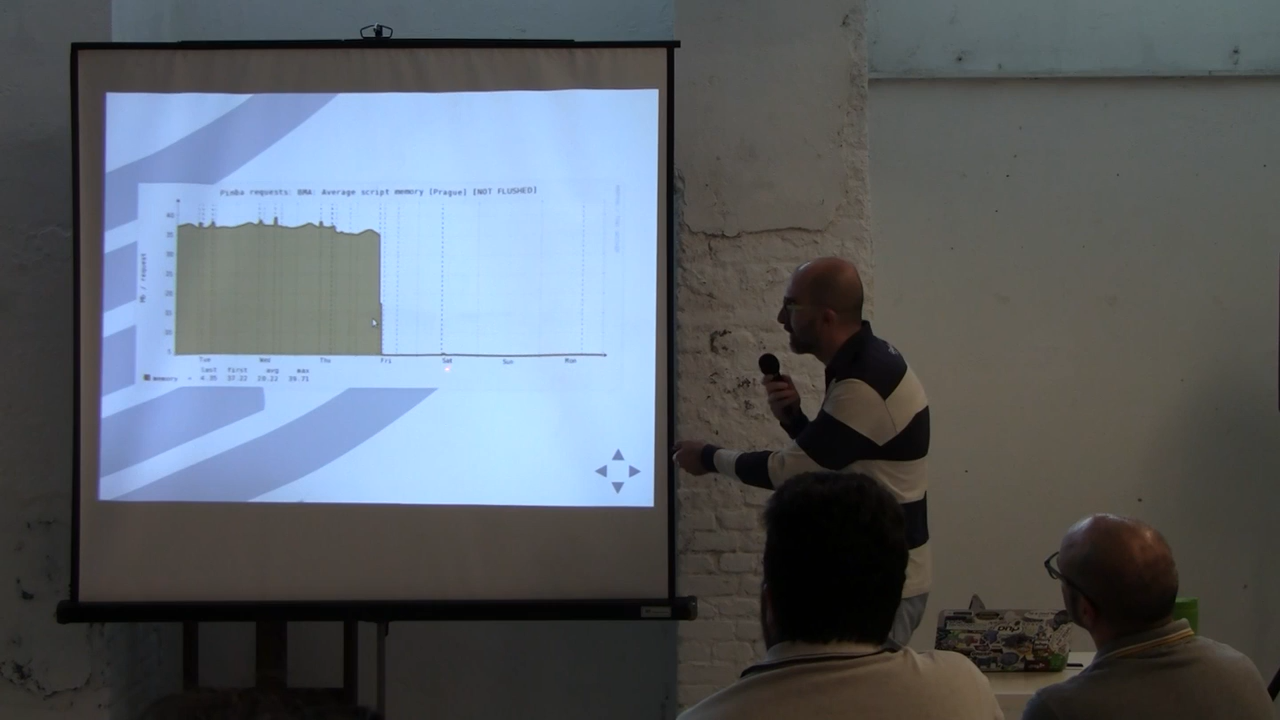 Pinba requests: BMA: Average script memory [Prague] [NOT FLUSHED]
Mb / request
40
35
30
25
20
15
10
5
Tue Wed Thu Fri Sat Sun Mon
last first avg max
memory 4.35 37.22 20.22 39.71